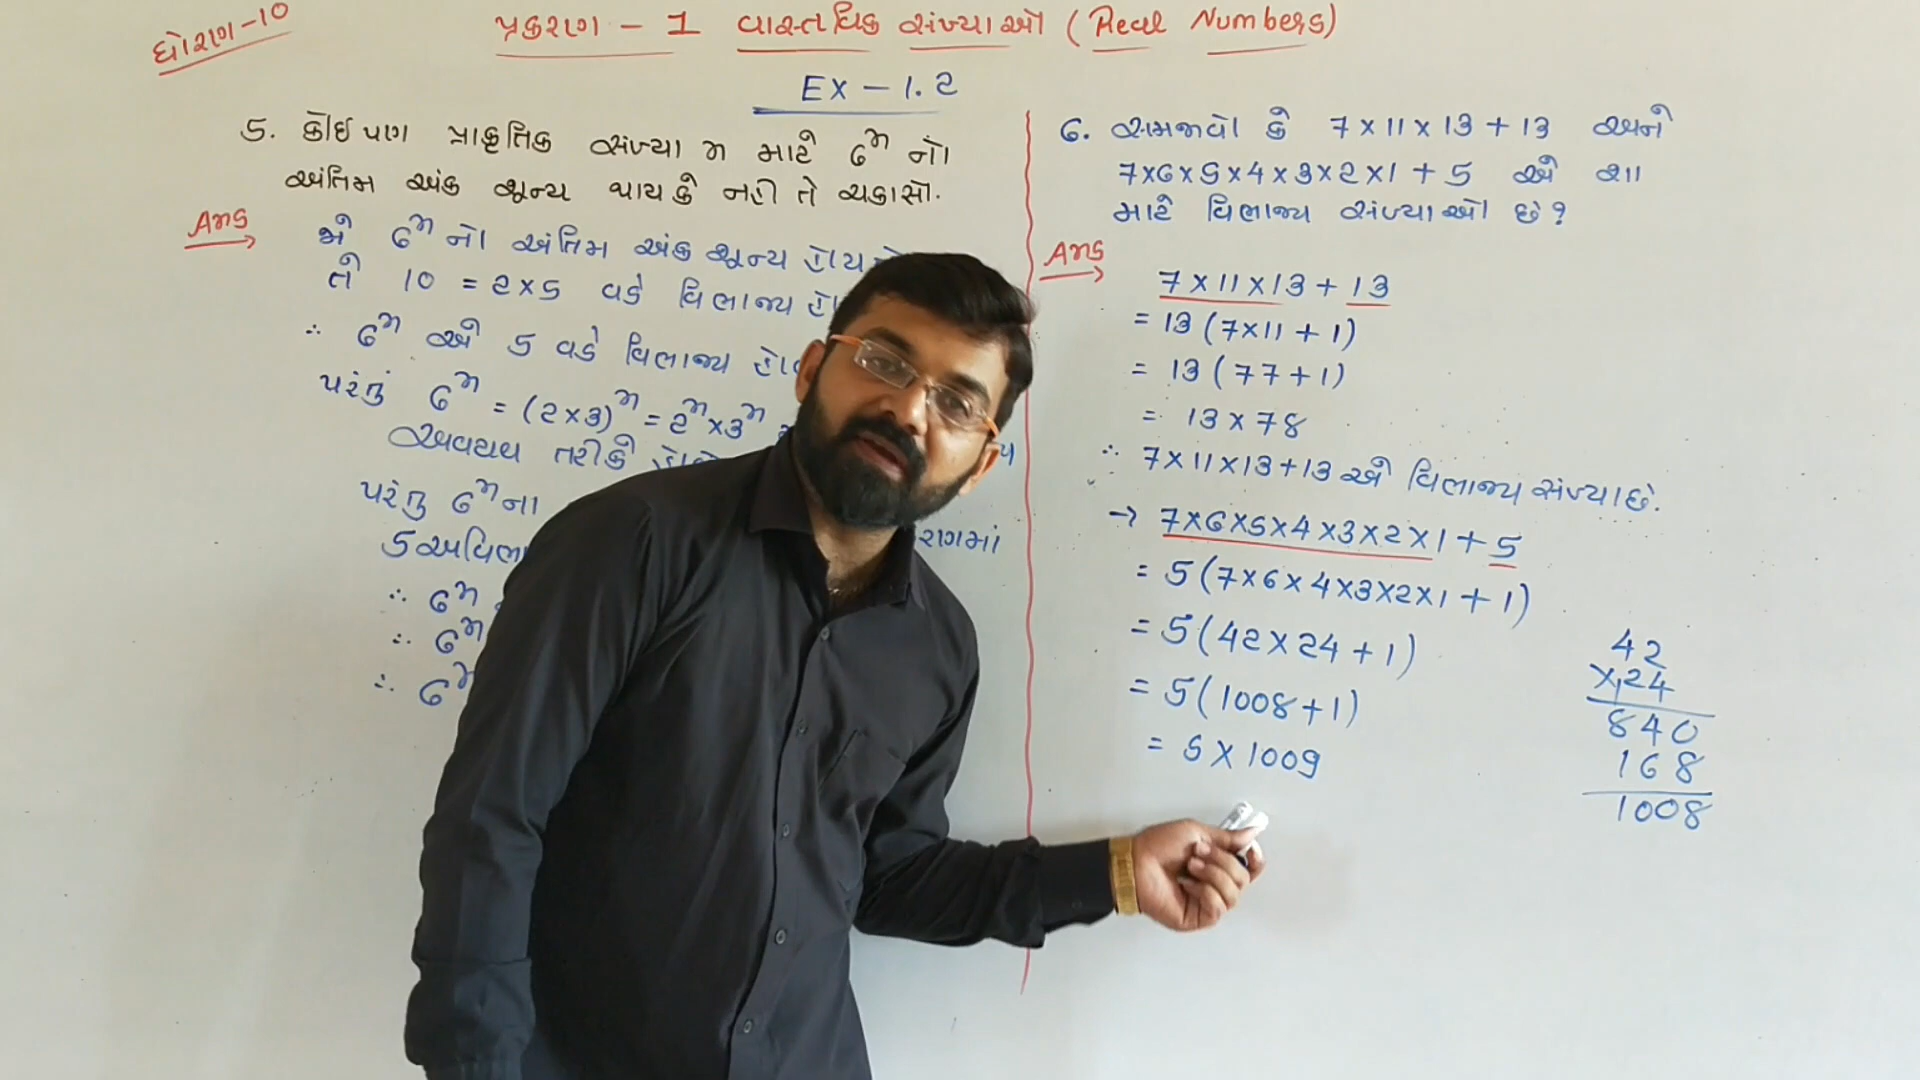 ધોરણ-10
પ્રકરણ - 1 વાસ્તવિક સંખ્યાઓ (Real Numbers)
EX - 1.2
5. કોઈ પણ પ્રાકૃતિક સંખ્યા n માટે 6ⁿ નો
અંતિમ અંક શૂન્ય થાય કે નહી તે ચકાસો.
Ans
જો 6ⁿ નો અંતિમ અંક શૂન્ય હોય
તો 10 = 2×5 વડે વિભાજ્ય
∴ 6ⁿ એ 5 વડે વિભાજ્ય
પરંતુ 6ⁿ = (2×3)ⁿ = 2ⁿ×3ⁿ
અવયવ તરીકે
પરંતુ 6ⁿ ના
5
∴ 6ⁿ
∴ 6ⁿ
∴ 6ⁿ
6. સમજાવો કે 7×11×13+13 અને
7×6×5×4×3×2×1+5 એ શા
માટે વિભાજ્ય સંખ્યાઓ છે?
Ans
7×11×13+13
= 13(7×11+1)
= 13(77+1)
= 13×78
∴ 7×11×13+13 એ વિભાજ્ય સંખ્યા છે.
→ 7×6×5×4×3×2×1+5
= 5(7×6×4×3×2×1+1)
= 5(42×24+1)
= 5(1008+1)
= 5×1009
42
×24
840
168
1008